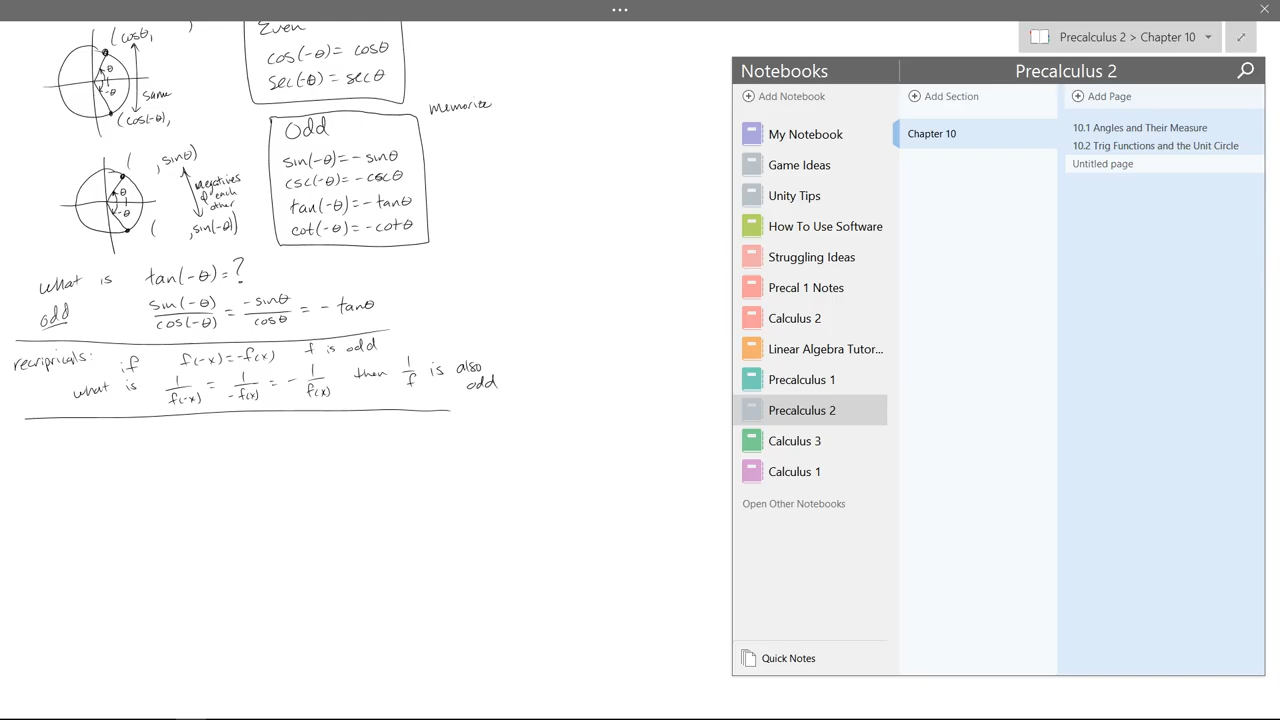 (cosθ, )
same
(cos(-θ),
Even
cos(-θ) = cosθ
sec(-θ) = secθ
memorize
Odd
sin(-θ) = - sinθ
csc(-θ) = - cscθ
tan(-θ) = - tanθ
cot(-θ) = - cotθ
θ
-θ
( , sinθ)
negatives
of each
other
( , sin(-θ))
θ
-θ
What is tan(-θ) = ?
odd
sin(-θ)/cos(-θ) = -sinθ/cosθ = - tanθ
recipricals: if f(-x) = -f(x) f is odd
what is 1/f(-x) = 1/-f(x) = - 1/f(x) then 1/f is also
odd
Precalculus 2 > Chapter 10
Notebooks
Precalculus 2
Add Notebook
Add Section
Add Page
My Notebook
Game Ideas
Unity Tips
How To Use Software
Struggling Ideas
Precal 1 Notes
Calculus 2
Linear Algebra Tutor...
Precalculus 1
Precalculus 2
Calculus 3
Calculus 1
Open Other Notebooks
Quick Notes
Chapter 10
10.1 Angles and Their Measure
10.2 Trig Functions and the Unit Circle
Untitled page